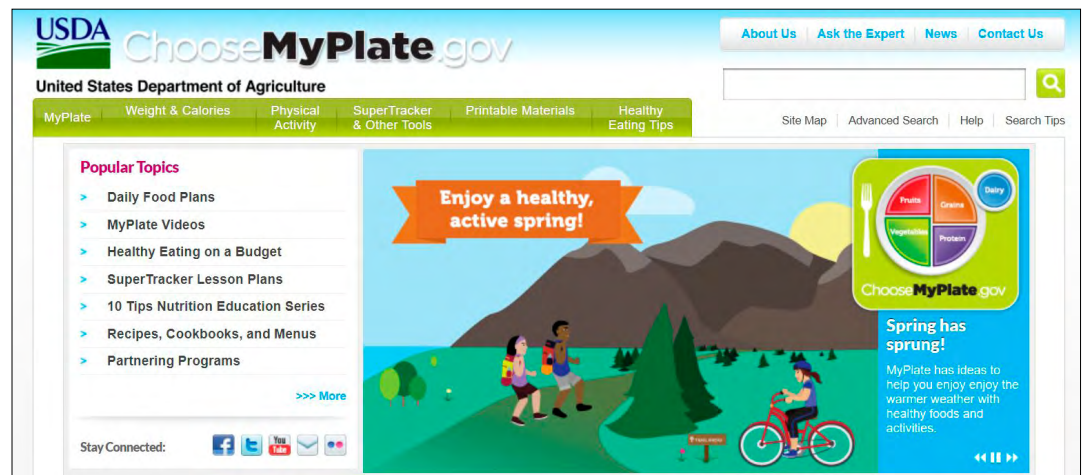 USDA
ChooseMyPlate.gov
United States Department of Agriculture
About Us
Ask the Expert
News
Contact Us
Site Map
Advanced Search
Help
Search Tips
MyPlate
Weight & Calories
Physical
Activity
SuperTracker
& Other Tools
Printable Materials
Healthy
Eating Tips
Popular Topics
> Daily Food Plans
> MyPlate Videos
> Healthy Eating on a Budget
> SuperTracker Lesson Plans
> 10 Tips Nutrition Education Series
> Recipes, Cookbooks, and Menus
> Partnering Programs
>>> More
Stay Connected:
You
Tube
Enjoy a healthy,
active spring!
Fruits
Grains
Dairy
Vegetables
Protein
ChooseMyPlate.gov
Spring has
sprung!
MyPlate has ideas to
help you enjoy enjoy the
warmer weather with
healthy foods and
activities.